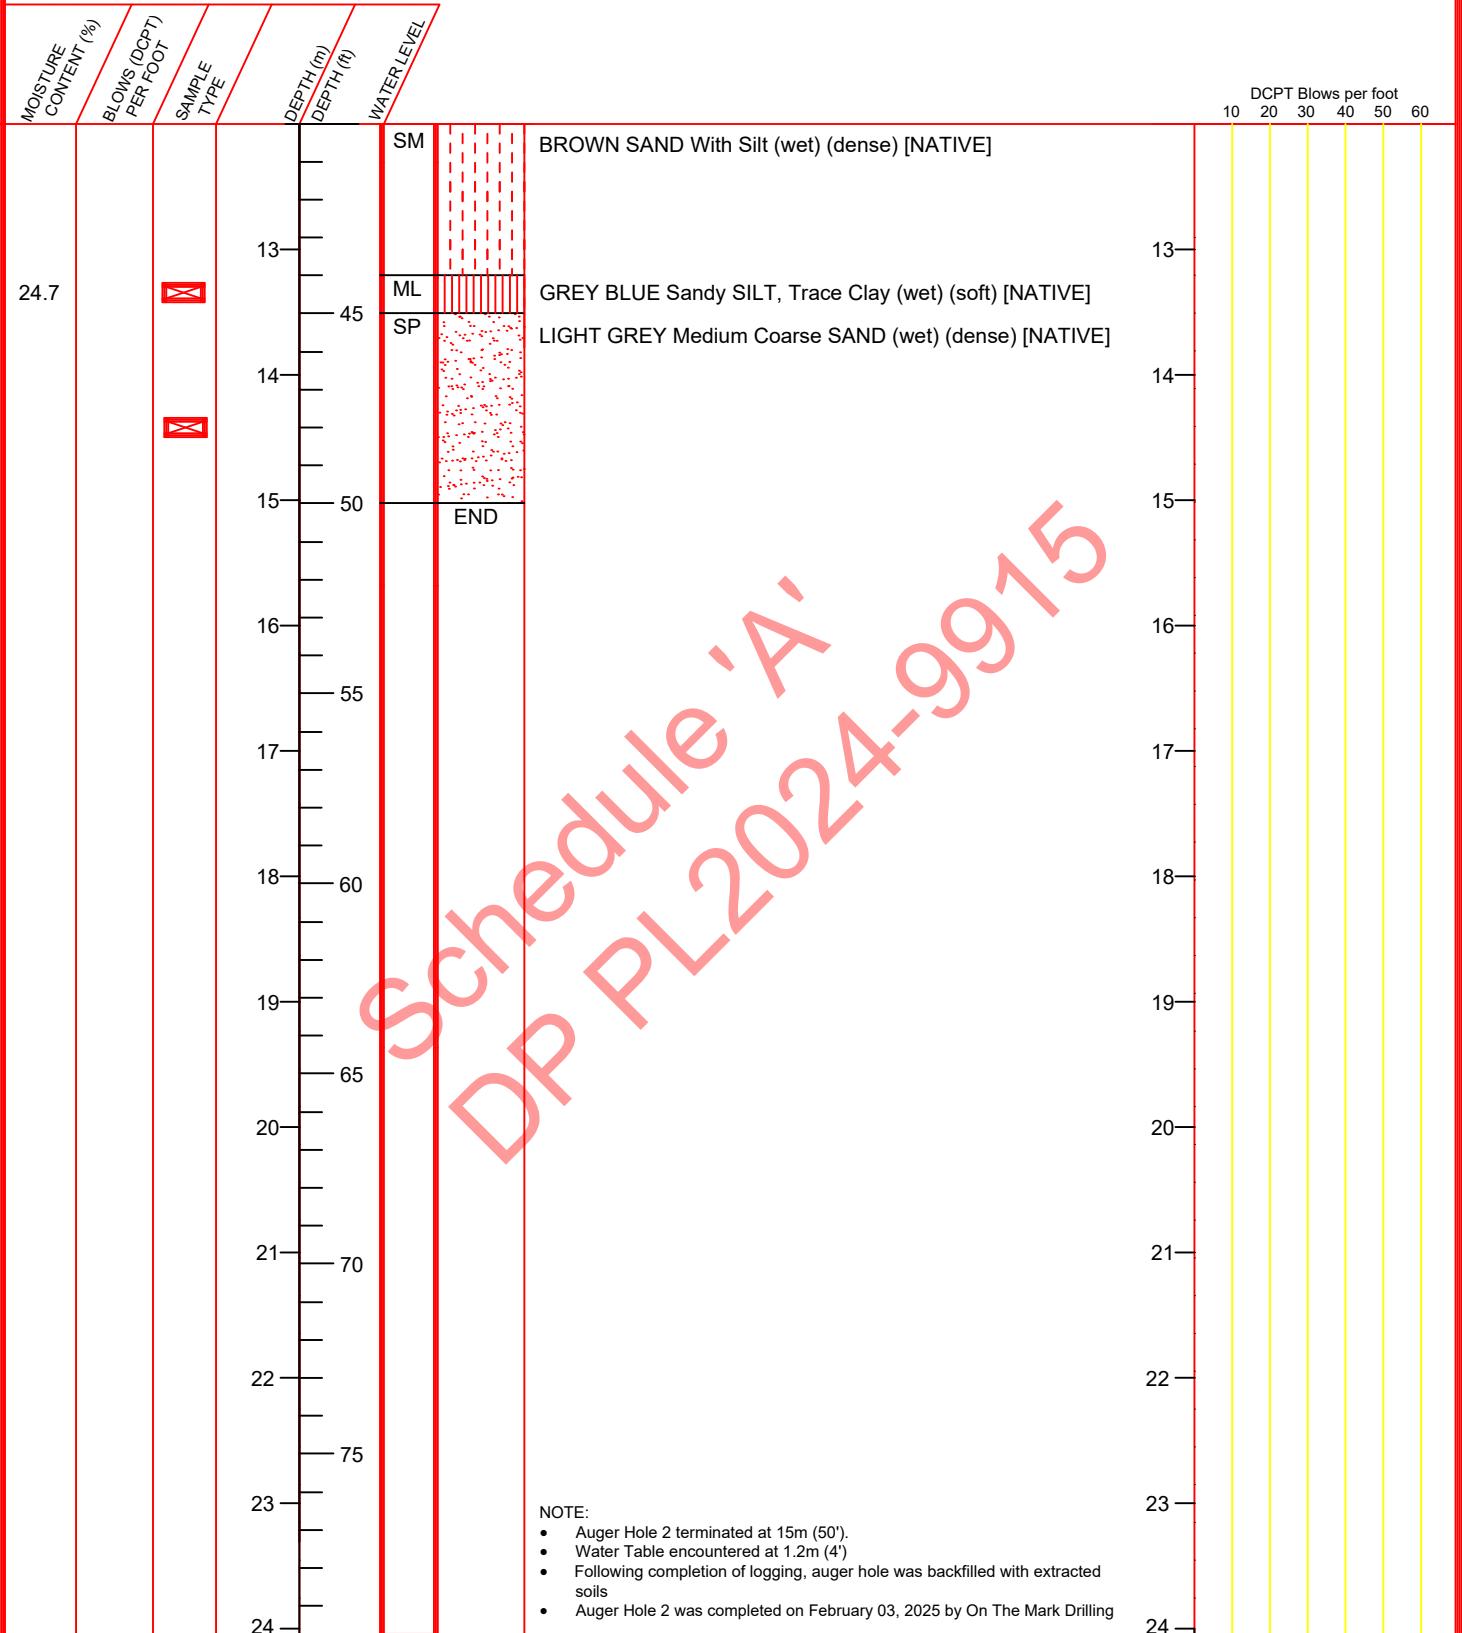 MOISTURE
CONTENT (%)
BLOWS (DCPT)
PER FOOT
SAMPLE
TYPE
DEPTH (m)
DEPTH (ft)
WATER LEVEL
DCPT Blows per foot
10 20 30 40 50 60
SM
BROWN SAND With Silt (wet) (dense) [NATIVE]
13 13
24.7
ML
GREY BLUE Sandy SILT, Trace Clay (wet) (soft) [NATIVE]
45
SP
LIGHT GREY Medium Coarse SAND (wet) (dense) [NATIVE]
14 14
15 50 15
END
16 16
55
17 17
18 60 18
19 19
65
20 20
21 70 21
22 22
75
23 23
24 24
Schedule 'A'
DP PL2024-9915
NOTE:
• Auger Hole 2 terminated at 15m (50').
• Water Table encountered at 1.2m (4')
• Following completion of logging, auger hole was backfilled with extracted
soils
• Auger Hole 2 was completed on February 03, 2025 by On The Mark Drilling